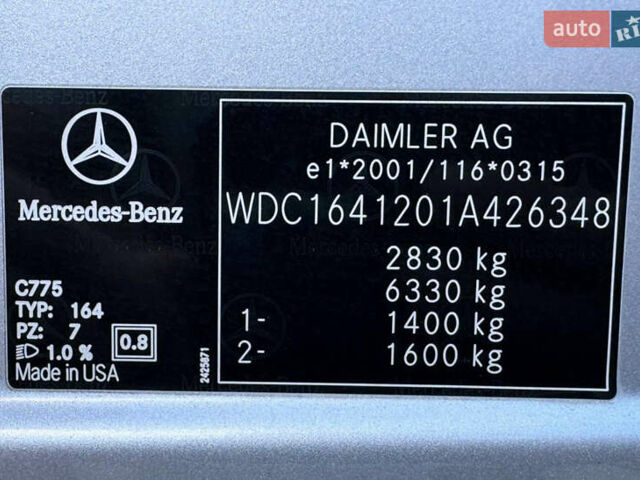 auto RI
Mercedes-Benz
C775
TYP: 164
PZ: 7
1.0 % 0.8
Made in USA
2425871
DAIMLER AG
e1*2001/116*0315
WDC1641201A426348
2830 kg
6330 kg
1- 1400 kg
2- 1600 kg